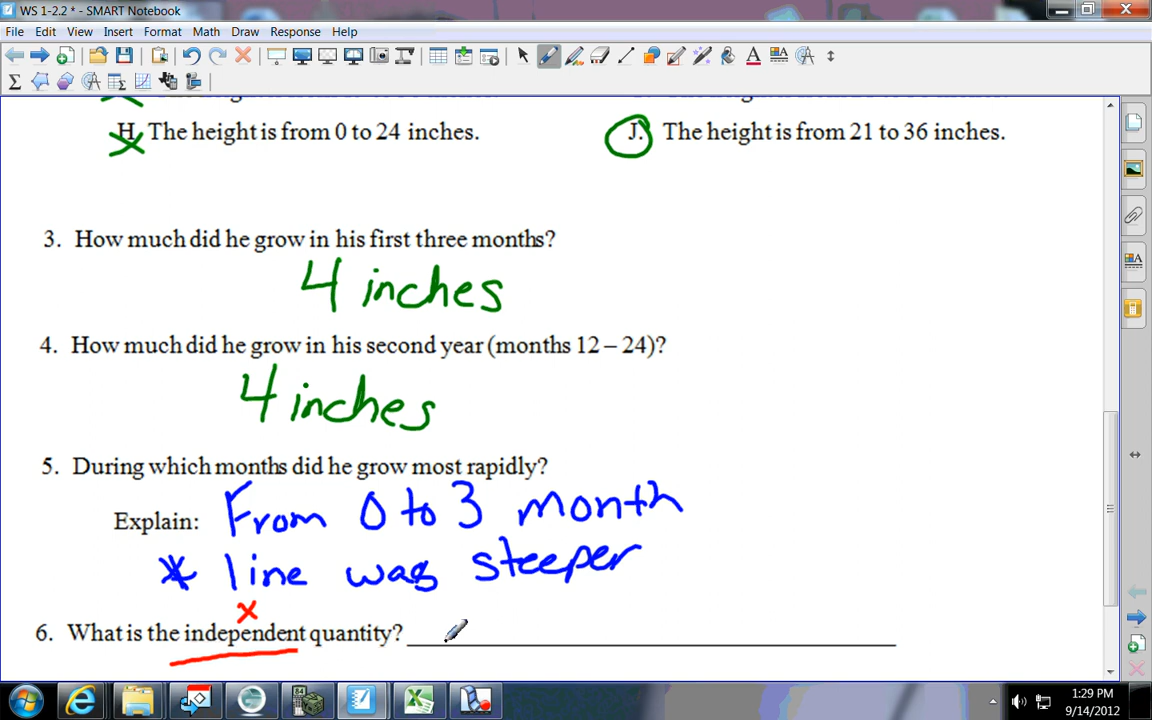 WS 1-2.2 * - SMART Notebook
File Edit View Insert Format Math Draw Response Help
H. The height is from 0 to 24 inches. J. The height is from 21 to 36 inches.
3. How much did he grow in his first three months?
4 inches
4. How much did he grow in his second year (months 12 – 24)?
4 inches
5. During which months did he grow most rapidly?
Explain: From 0 to 3 month
* line was steeper
x
6. What is the independent quantity?
1:29 PM
9/14/2012